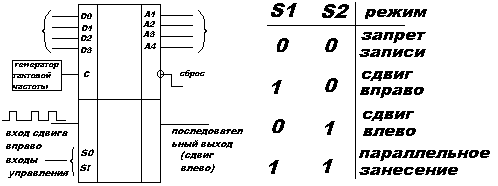 D0
D1
D2
D3
A1
A2
A3
A4
генератор
тактовой
частоты
C
сброс
вход сдвига
вправо
входы
управления
S0
S1
последовател
ьный выход
(сдвиг
влево)
S1 S2 режим
0 0 запрет
записи
1 0 сдвиг
вправо
0 1 сдвиг
влево
1 1 параллельное
занесение